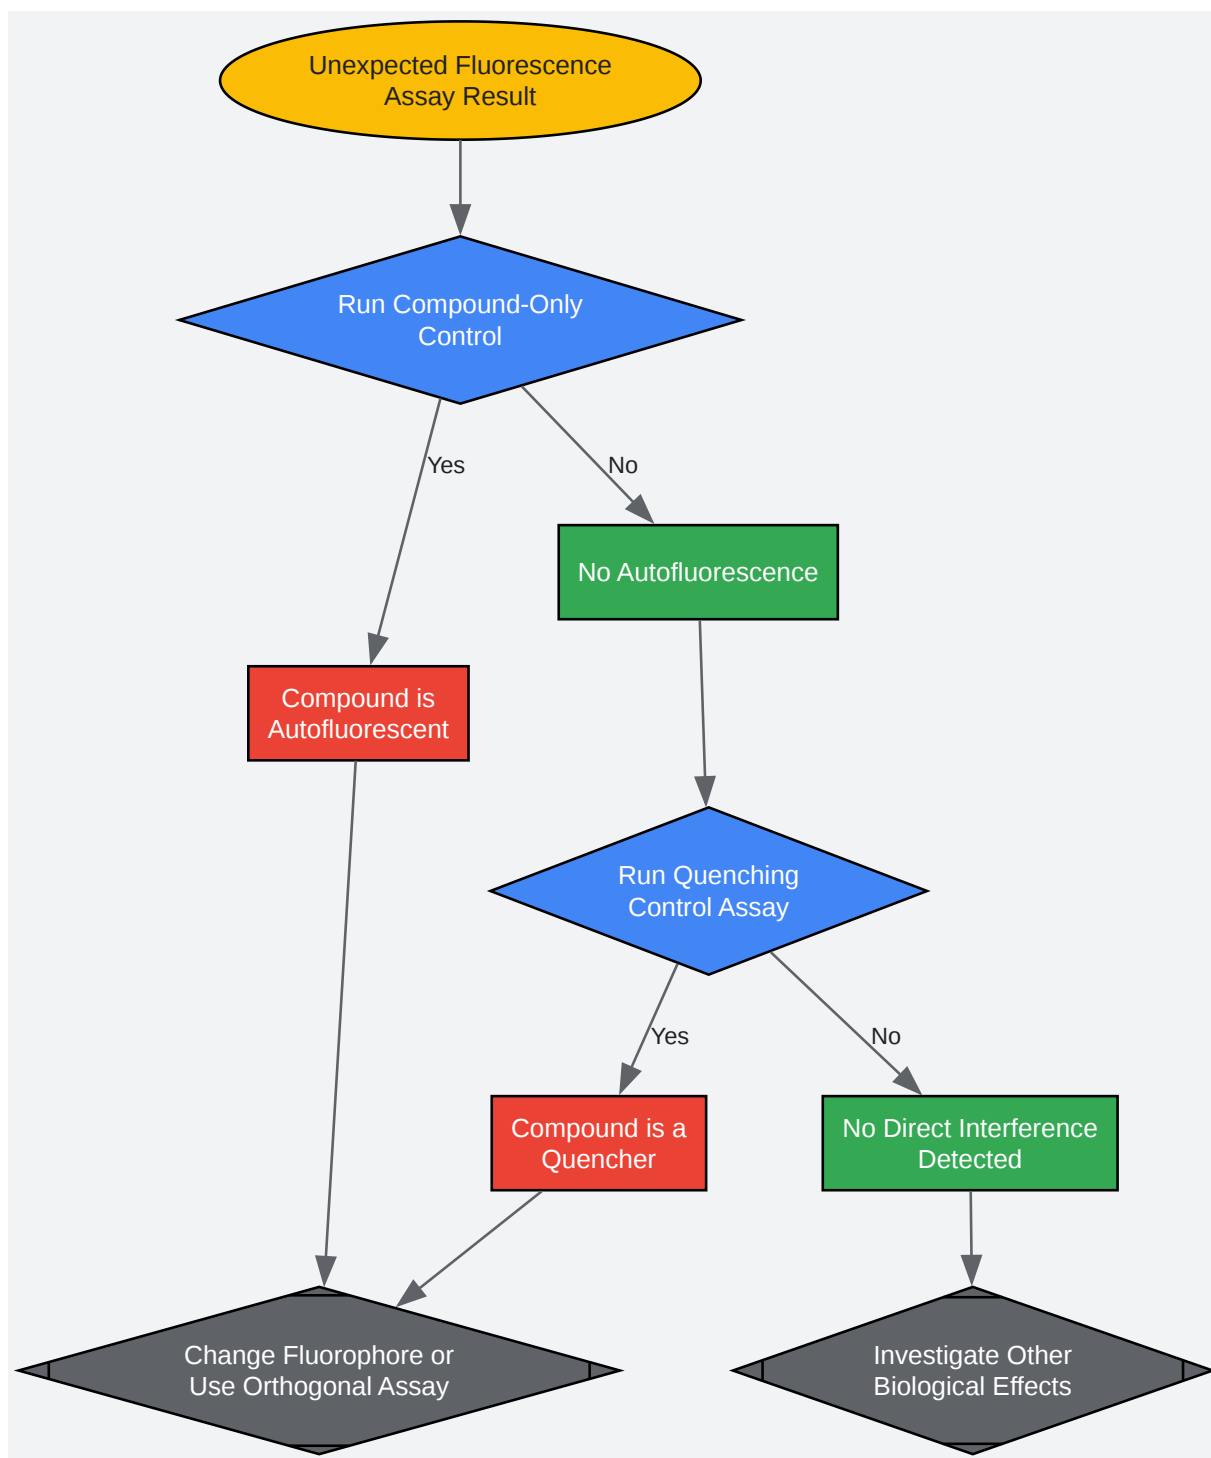 Unexpected Fluorescence
Assay Result
Run Compound-Only
Control
Yes
No
No Autofluorescence
Compound is
Autofluorescent
Run Quenching
Control Assay
Yes
No
Compound is a
Quencher
No Direct Interference
Detected
Change Fluorophore or
Use Orthogonal Assay
Investigate Other
Biological Effects